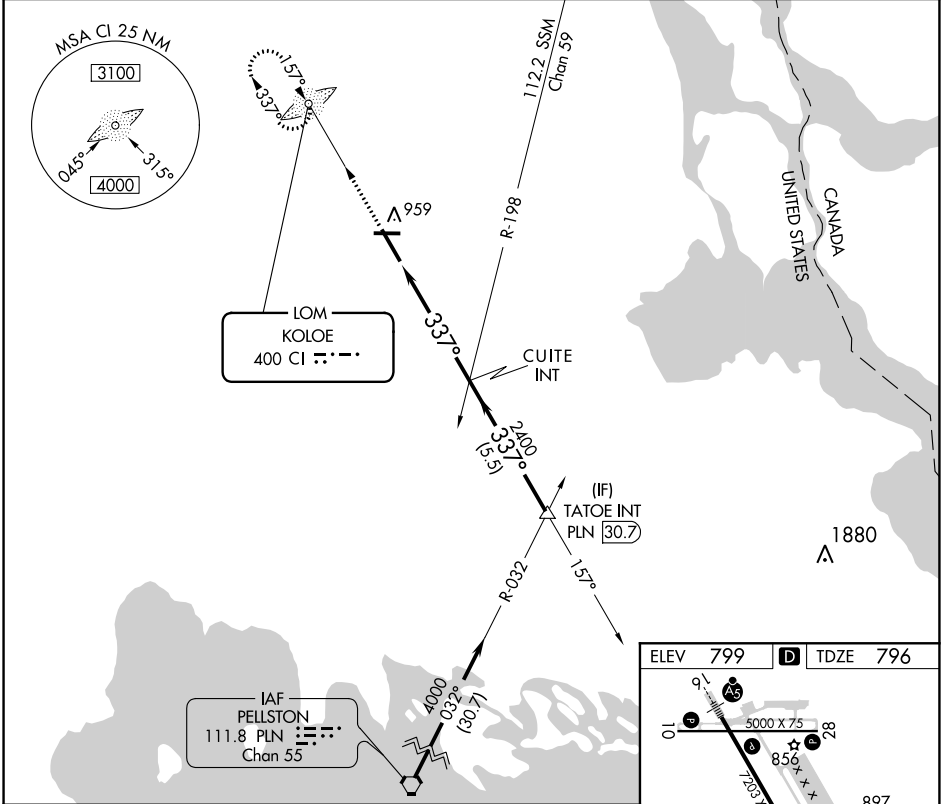 MSA CI 25 NM
3100
045°
315°
4000
157°
337°
112.2 SSM
Chan 59
R-198
CANADA
UNITED STATES
959
LOM
KOLOE
400 CI
337°
CUITE
INT
2400
337°
(5.5)
(IF)
TATOE INT
PLN 30.7
1880
R-032
157°
4000
032°
(30.7)
IAF
PELLSTON
111.8 PLN
Chan 55
ELEV 799 D TDZE 796
16
A5
P
10
5000 X 75
28
P
P
856
7203 X
897